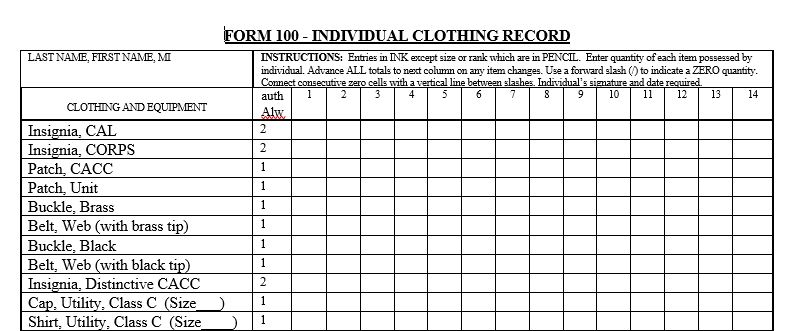 FORM 100 - INDIVIDUAL CLOTHING RECORD
LAST NAME, FIRST NAME, MI
INSTRUCTIONS: Entries in INK except size or rank which are in PENCIL. Enter quantity of each item possessed by
individual. Advance ALL totals to next column on any item changes. Use a forward slash (/) to indicate a ZERO quantity.
Connect consecutive zero cells with a vertical line between slashes. Individual's signature and date required.
CLOTHING AND EQUIPMENT auth Alw. 1 2 3 4 5 6 7 8 9 10 11 12 13 14
Insignia, CAL 2
Insignia, CORPS 2
Patch, CACC 1
Patch, Unit 1
Buckle, Brass 1
Belt, Web (with brass tip) 1
Buckle, Black 1
Belt, Web (with black tip) 1
Insignia, Distinctive CACC 2
Cap, Utility, Class C (Size___) 1
Shirt, Utility, Class C (Size____) 1